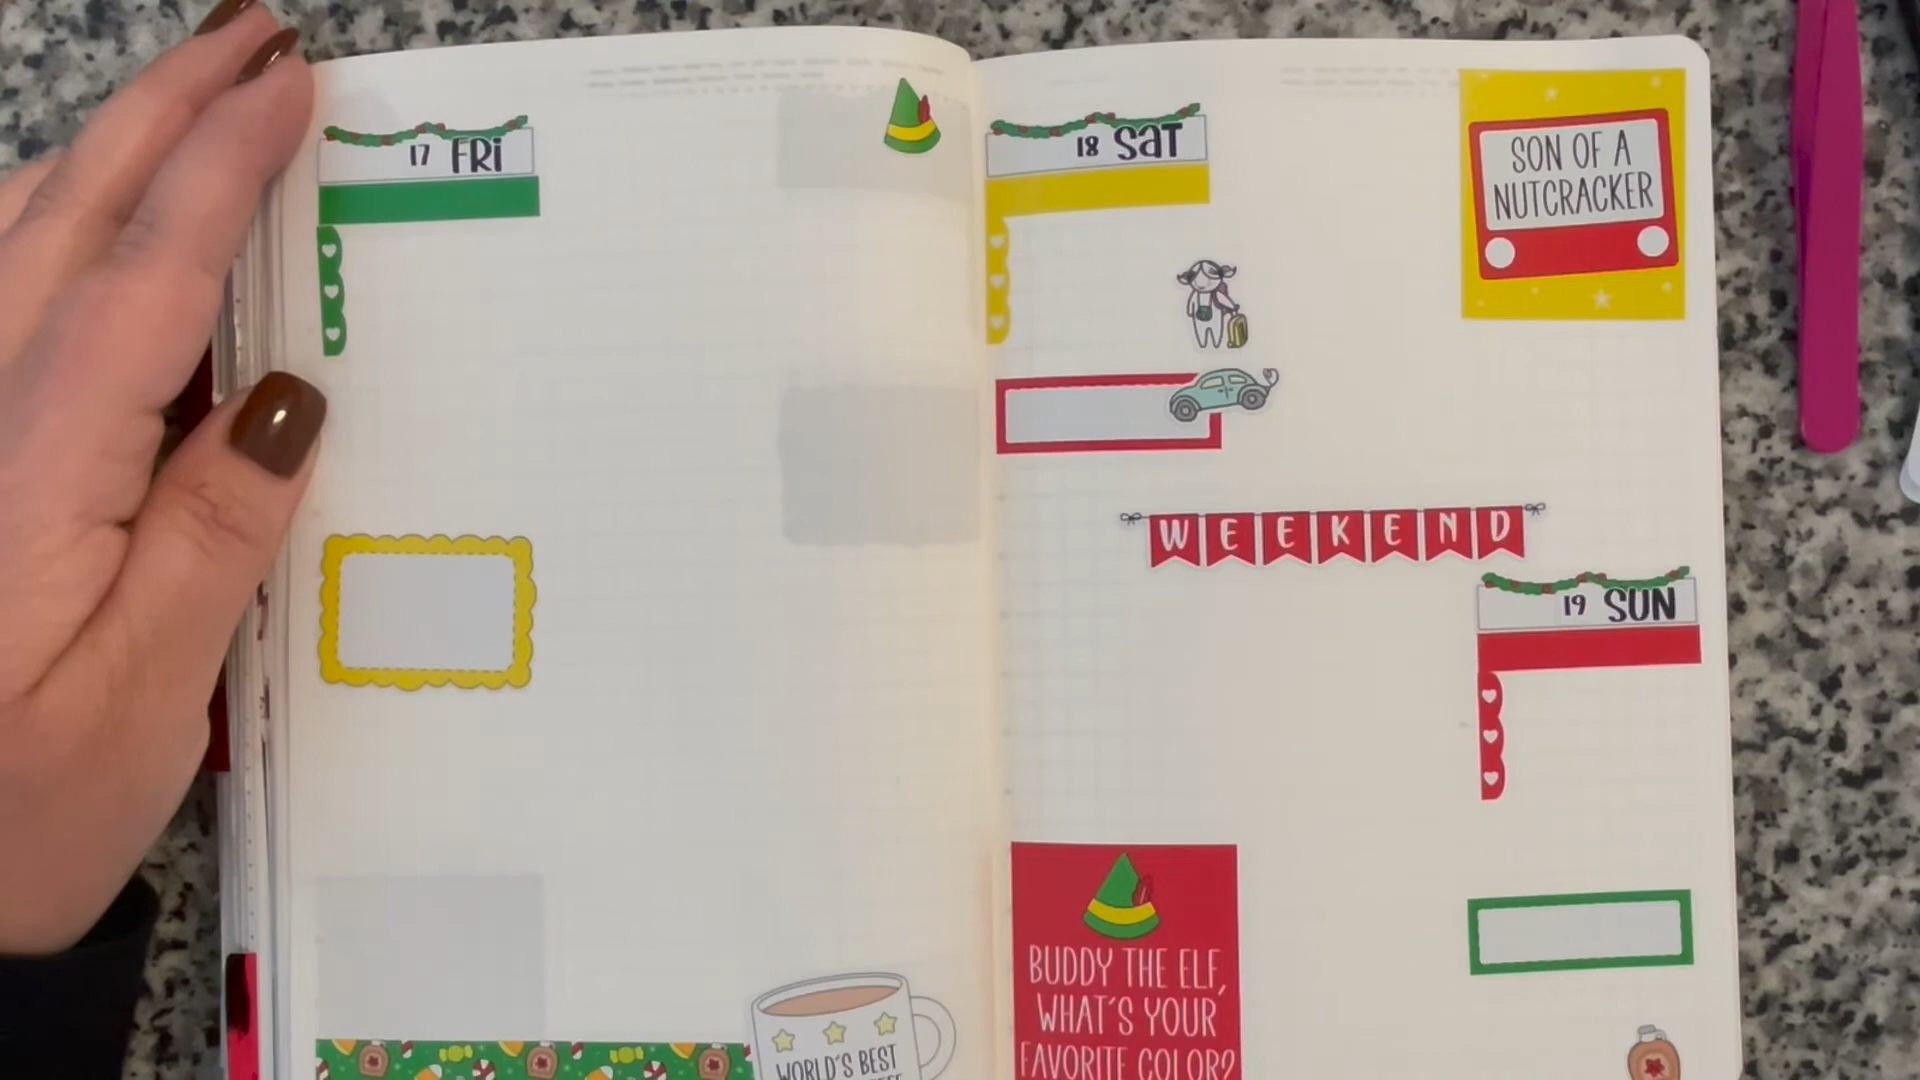 17 FRi
18 SaT
SON OF A
NUTCRACKER
WEEKEND
19 SUN
BUDDY THE ELF,
WHAT'S YOUR
FAVORITE COLOR?
WORLD'S BEST